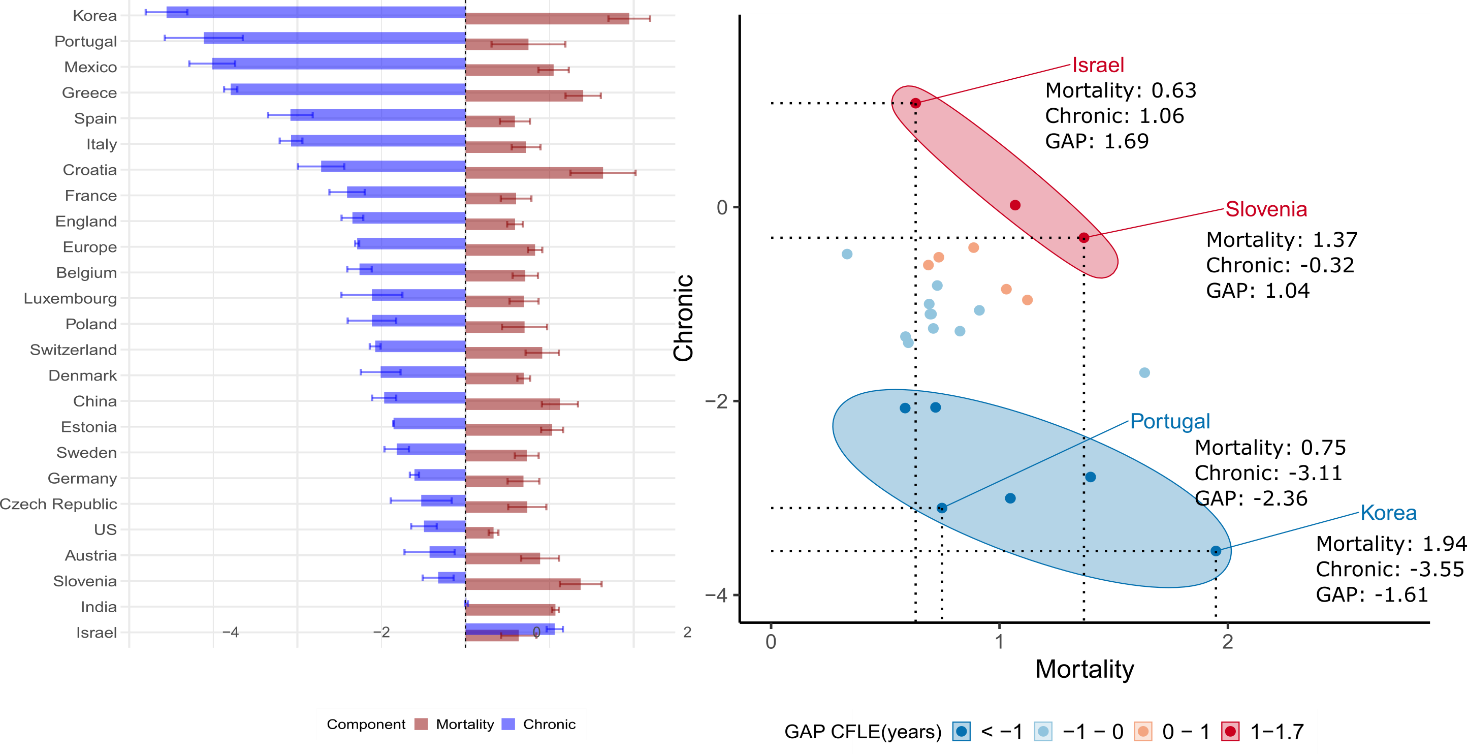 Korea
Portugal
Mexico
Greece
Spain
Italy
Croatia
France
England
Europe
Belgium
Luxembourg
Poland
Switzerland
Denmark
China
Estonia
Sweden
Germany
Czech Republic
US
Austria
Slovenia
India
Israel
−4 −2 0 2
Component Mortality Chronic
Chronic
0
−2
−4
Israel
Mortality: 0.63
Chronic: 1.06
GAP: 1.69
Slovenia
Mortality: 1.37
Chronic: -0.32
GAP: 1.04
Portugal
Mortality: 0.75
Chronic: -3.11
GAP: -2.36
Korea
Mortality: 1.94
Chronic: -3.55
GAP: -1.61
0 1 2
Mortality
GAP CFLE(years) < −1 −1 − 0 0 − 1 1−1.7